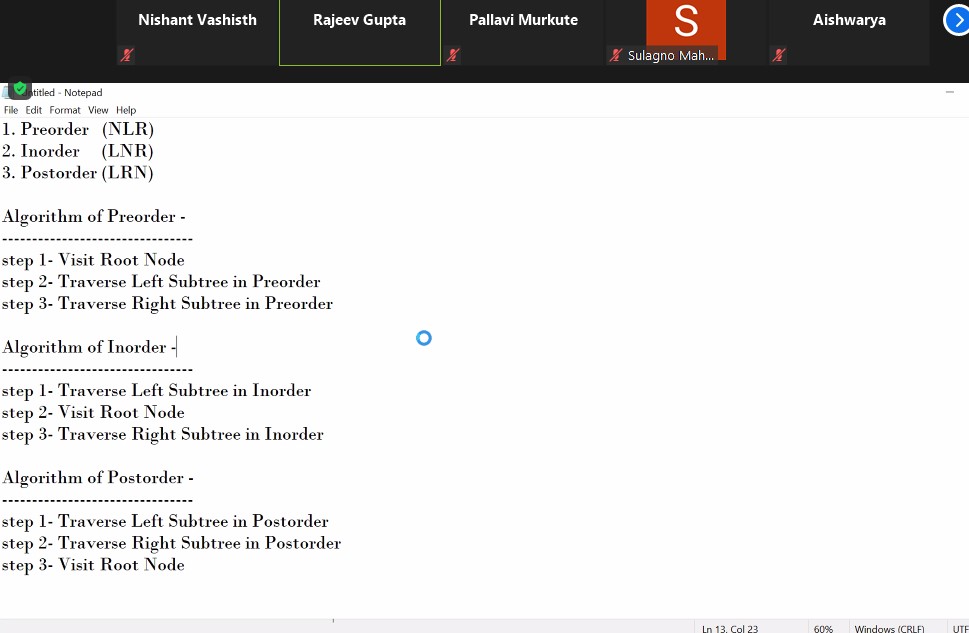 Nishant Vashisth
Rajeev Gupta
Pallavi Murkute
S
Sulagno Mah...
Aishwarya
ntitled - Notepad
File Edit Format View Help
1. Preorder (NLR)
2. Inorder (LNR)
3. Postorder (LRN)
Algorithm of Preorder -
--------------------------------
step 1- Visit Root Node
step 2- Traverse Left Subtree in Preorder
step 3- Traverse Right Subtree in Preorder
Algorithm of Inorder -
--------------------------------
step 1- Traverse Left Subtree in Inorder
step 2- Visit Root Node
step 3- Traverse Right Subtree in Inorder
Algorithm of Postorder -
--------------------------------
step 1- Traverse Left Subtree in Postorder
step 2- Traverse Right Subtree in Postorder
step 3- Visit Root Node
Ln 13, Col 23 60% Windows (CRLF) UTF